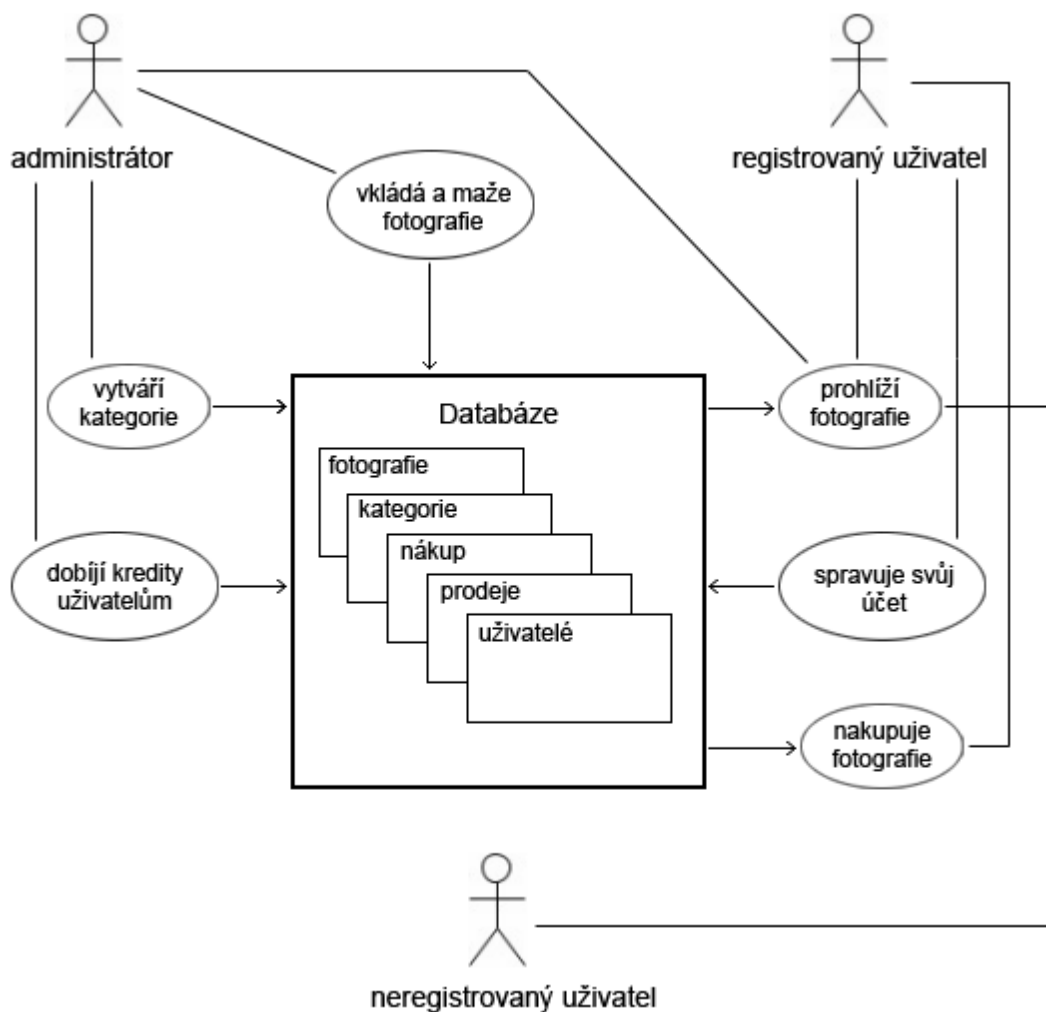 administrátor
registrovaný uživatel
vkládá a maže
fotografie
vytváří
kategorie
Databáze
prohlíží
fotografie
fotografie
kategorie
nákup
prodeje
uživatelé
dobíjí kredity
uživatelům
spravuje svůj
účet
nakupuje
fotografie
neregistrovaný uživatel